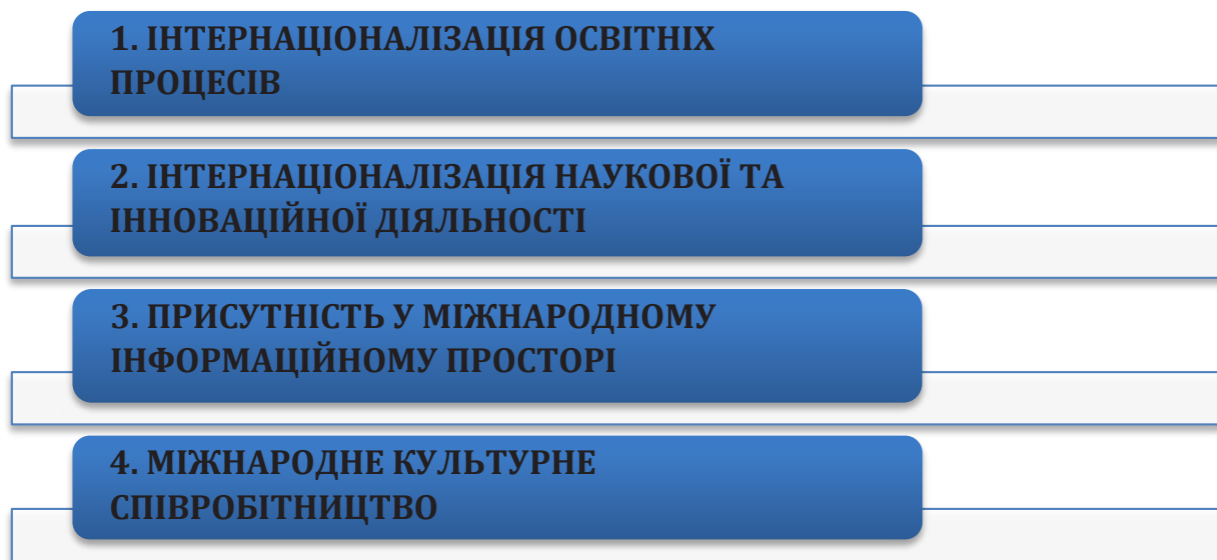 1. ІНТЕРНАЦІОНАЛІЗАЦІЯ ОСВІТНІХ
ПРОЦЕСІВ
2. ІНТЕРНАЦІОНАЛІЗАЦІЯ НАУКОВОЇ ТА
ІННОВАЦІЙНОЇ ДІЯЛЬНОСТІ
3. ПРИСУТНІСТЬ У МІЖНАРОДНОМУ
ІНФОРМАЦІЙНОМУ ПРОСТОРІ
4. МІЖНАРОДНЕ КУЛЬТУРНЕ
СПІВРОБІТНИЦТВО